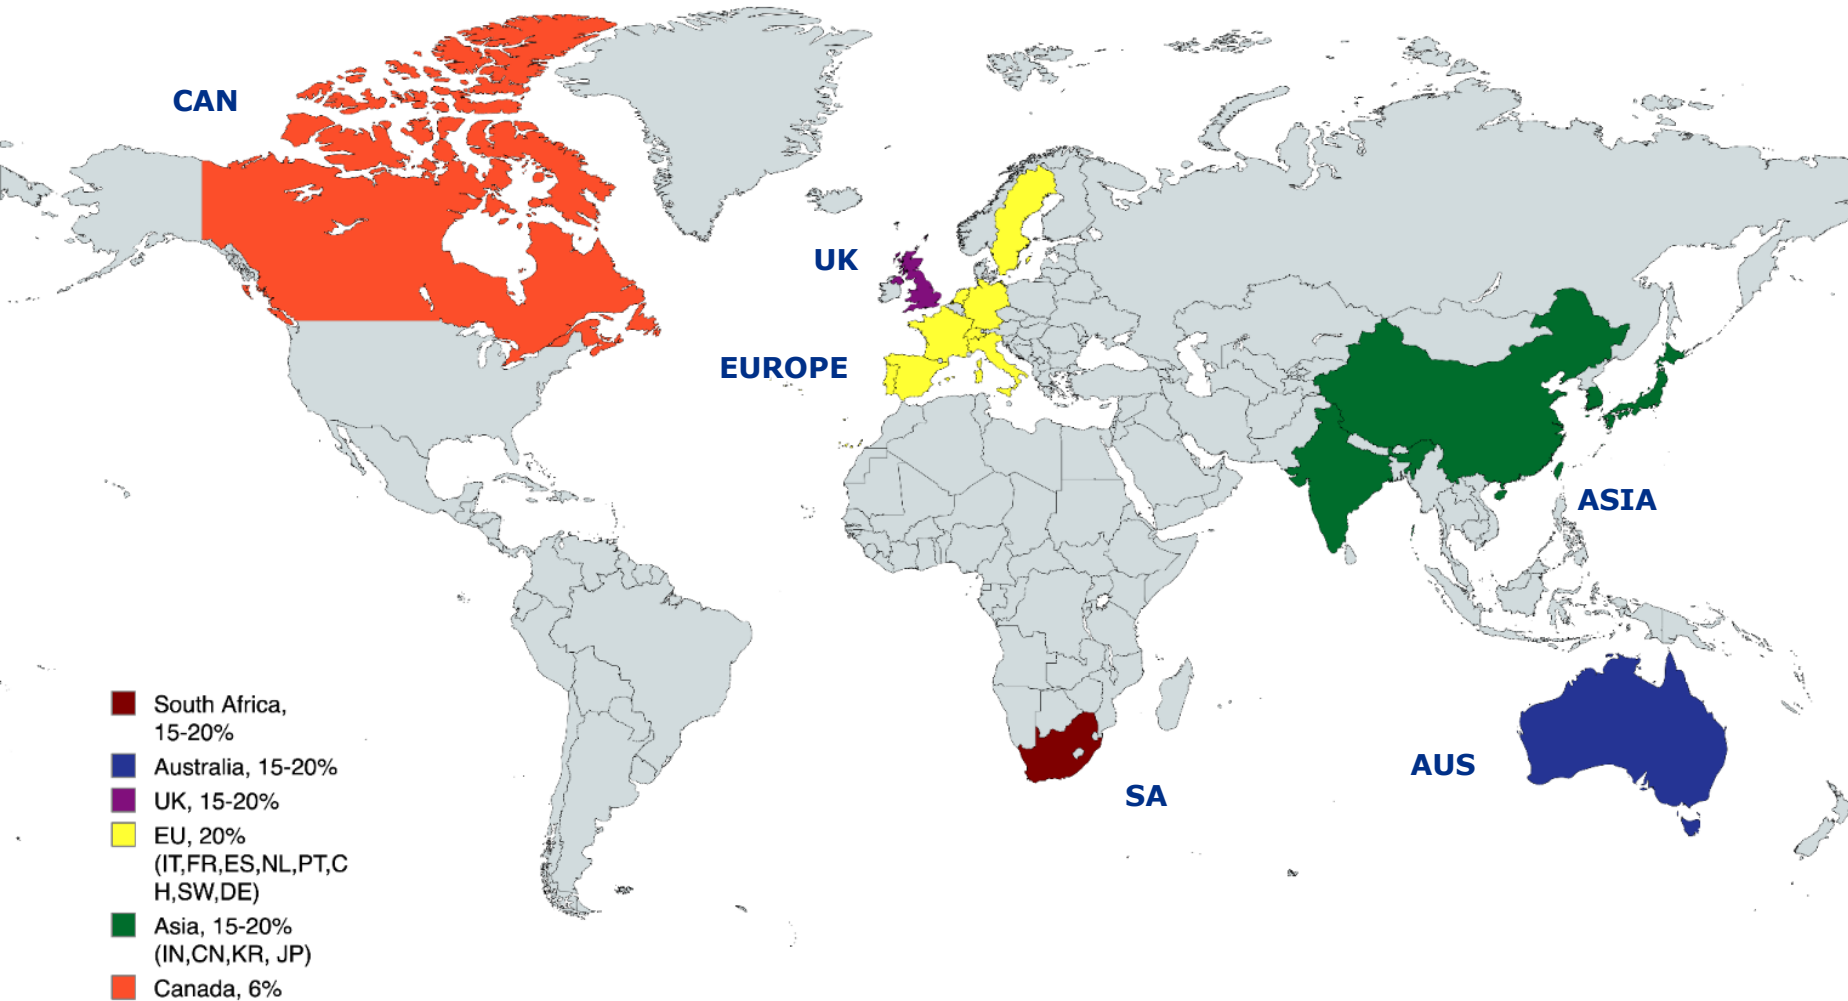 CAN
UK
EUROPE
ASIA
AUS
SA
South Africa,
15-20%
Australia, 15-20%
UK, 15-20%
EU, 20%
(IT,FR,ES,NL,PT,C
H,SW,DE)
Asia, 15-20%
(IN,CN,KR, JP)
Canada, 6%